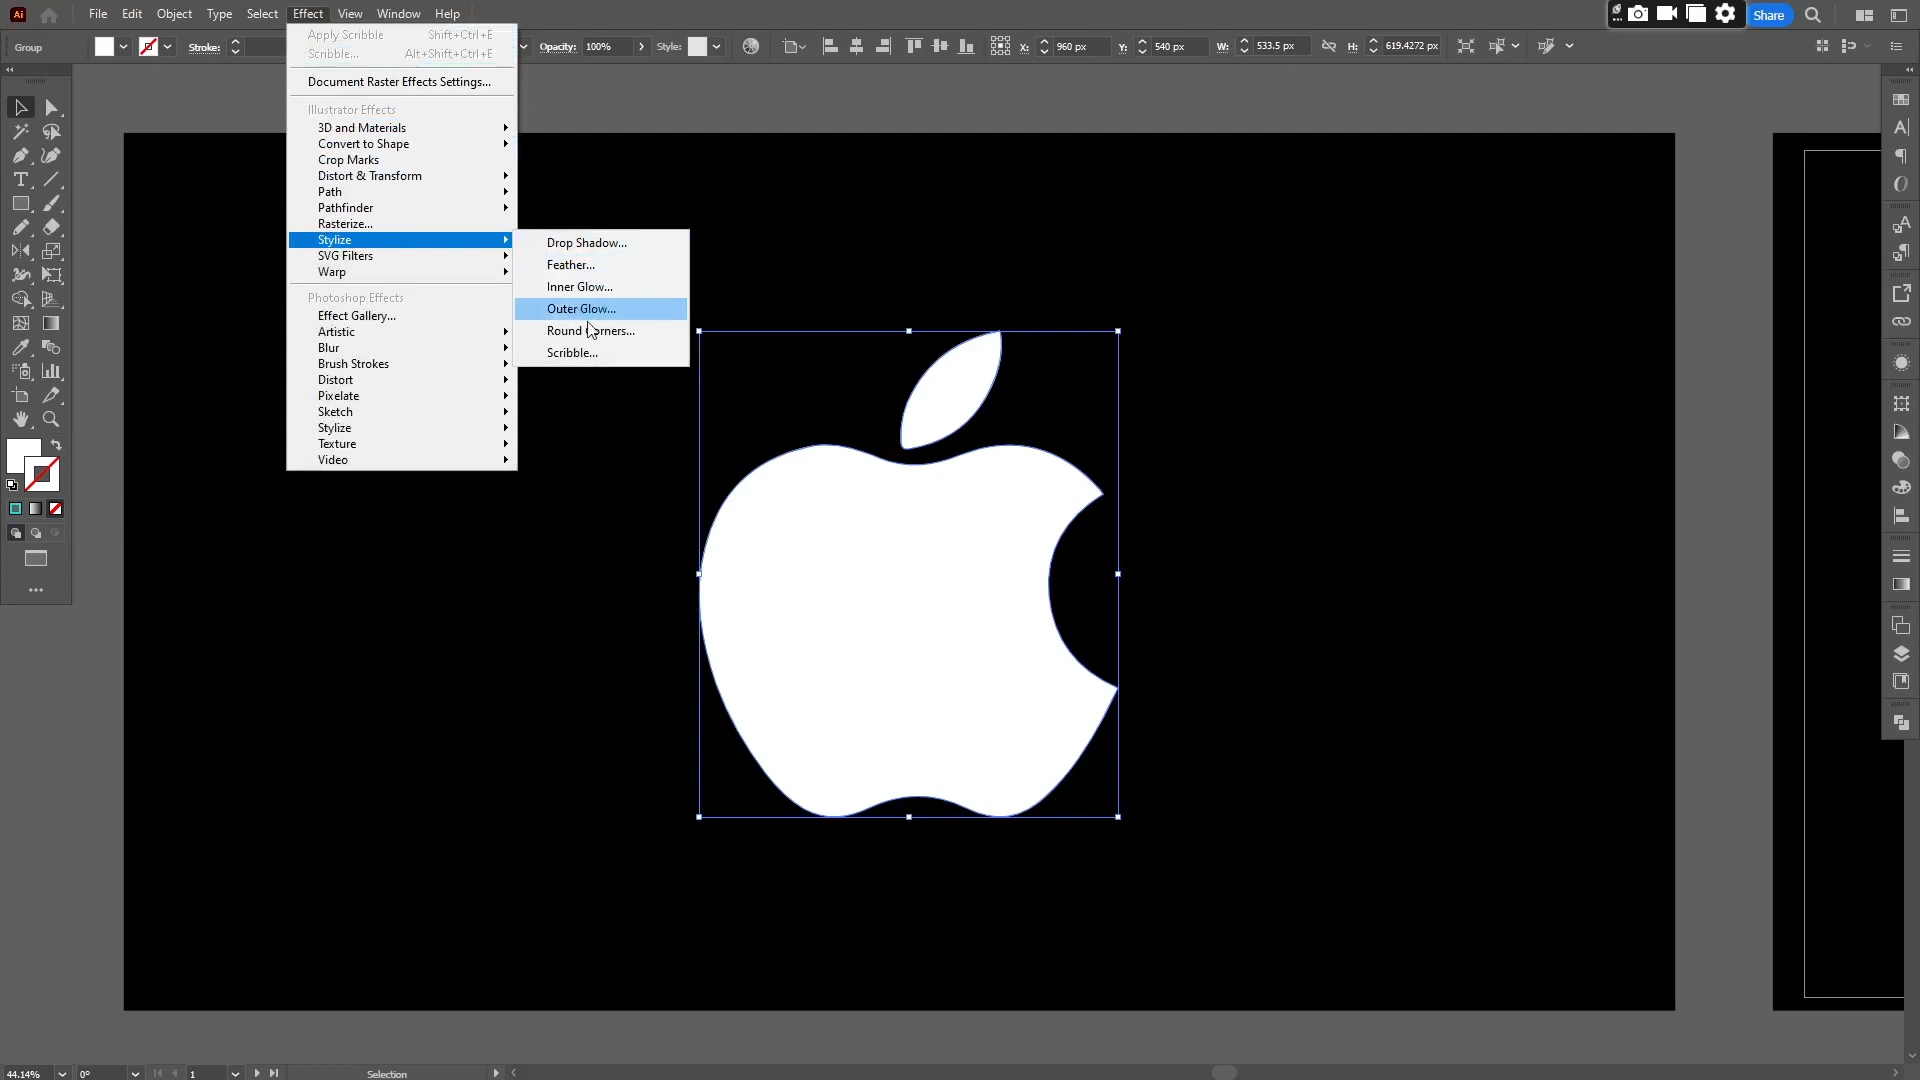 Ai File Edit Object Type Select Effect View Window Help Share
Group Stroke: Opacity: 100% Style: X: 960 px Y: 540 px W: 533.5 px H: 619.4272 px
Apply Scribble Shift+Ctrl+E
Scribble... Alt+Shift+Ctrl+E
Document Raster Effects Settings...
Illustrator Effects
3D and Materials
Convert to Shape
Crop Marks
Distort & Transform
Path
Pathfinder
Rasterize...
Stylize
SVG Filters
Warp
Photoshop Effects
Effect Gallery...
Artistic
Blur
Brush Strokes
Distort
Pixelate
Sketch
Stylize
Texture
Video
Drop Shadow...
Feather...
Inner Glow...
Outer Glow...
Round Corners...
Scribble...
44.14% 0° 1 Selection